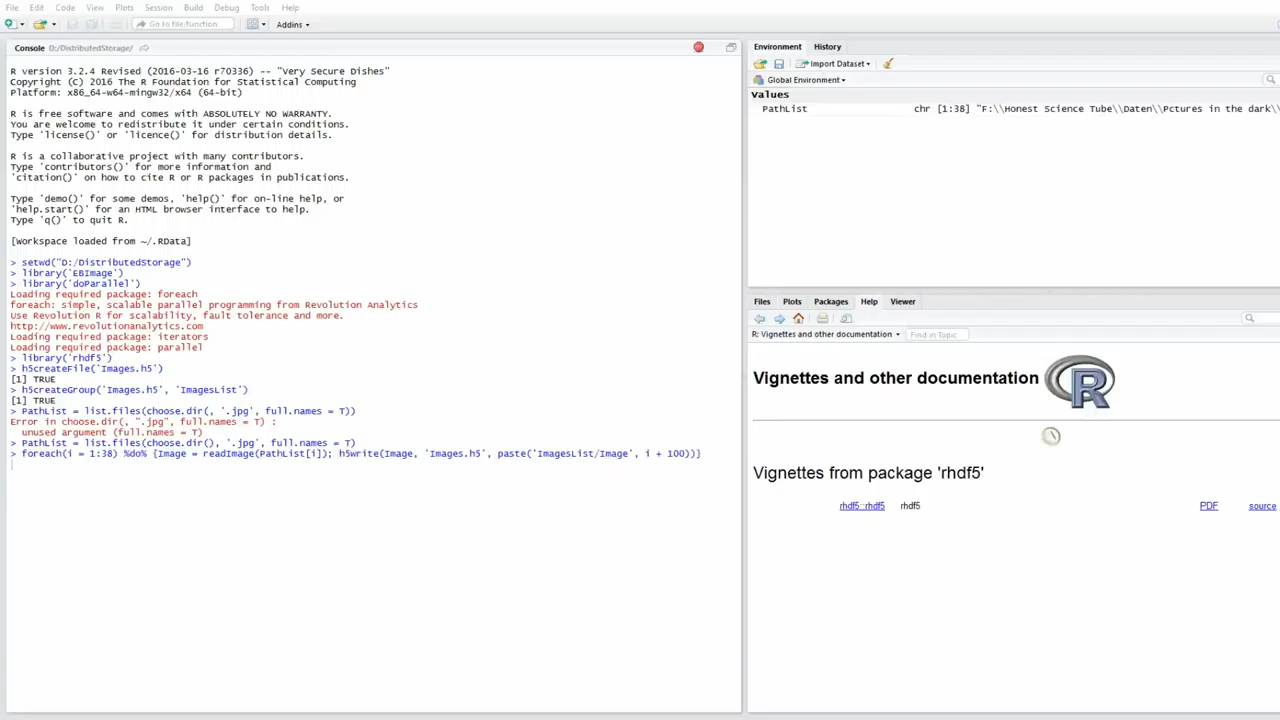 File Edit Code View Plots Session Build Debug Tools Help
Go to file/function Addins
Console D:/DistributedStorage/
R version 3.2.4 Revised (2016-03-16 r70336) -- "Very Secure Dishes"
Copyright (C) 2016 The R Foundation for Statistical Computing
Platform: x86_64-w64-mingw32/x64 (64-bit)
R is free software and comes with ABSOLUTELY NO WARRANTY.
You are welcome to redistribute it under certain conditions.
Type 'license()' or 'licence()' for distribution details.
R is a collaborative project with many contributors.
Type 'contributors()' for more information and
'citation()' on how to cite R or R packages in publications.
Type 'demo()' for some demos, 'help()' for on-line help, or
'help.start()' for an HTML browser interface to help.
Type 'q()' to quit R.
[Workspace loaded from ~/.RData]
> setwd("D:/DistributedStorage")
> library('EBImage')
> library('doParallel')
Loading required package: foreach
foreach: simple, scalable parallel programming from Revolution Analytics
Use Revolution R for scalability, fault tolerance and more.
http://www.revolutionanalytics.com
Loading required package: iterators
Loading required package: parallel
> library('rhdf5')
> h5createFile('Images.h5')
[1] TRUE
> h5createGroup('Images.h5', 'ImagesList')
[1] TRUE
> PathList = list.files(choose.dir(, '.jpg', full.names = T))
Error in choose.dir(, ".jpg", full.names = T) :
unused argument (full.names = T)
> PathList = list.files(choose.dir(), '.jpg', full.names = T)
> foreach(i = 1:38) %do% {Image = readImage(PathList[i]); h5write(Image, 'Images.h5', paste('ImagesList/Image', i + 100))}
Environment History
Import Dataset
Global Environment
Values
PathList chr [1:38] "F:\\Honest Science Tube\\Daten\\Pctures in the dark\\
Files Plots Packages Help Viewer
R: Vignettes and other documentation Find in Topic
Vignettes and other documentation R
Vignettes from package 'rhdf5'
rhdf5::rhdf5 rhdf5 PDF source